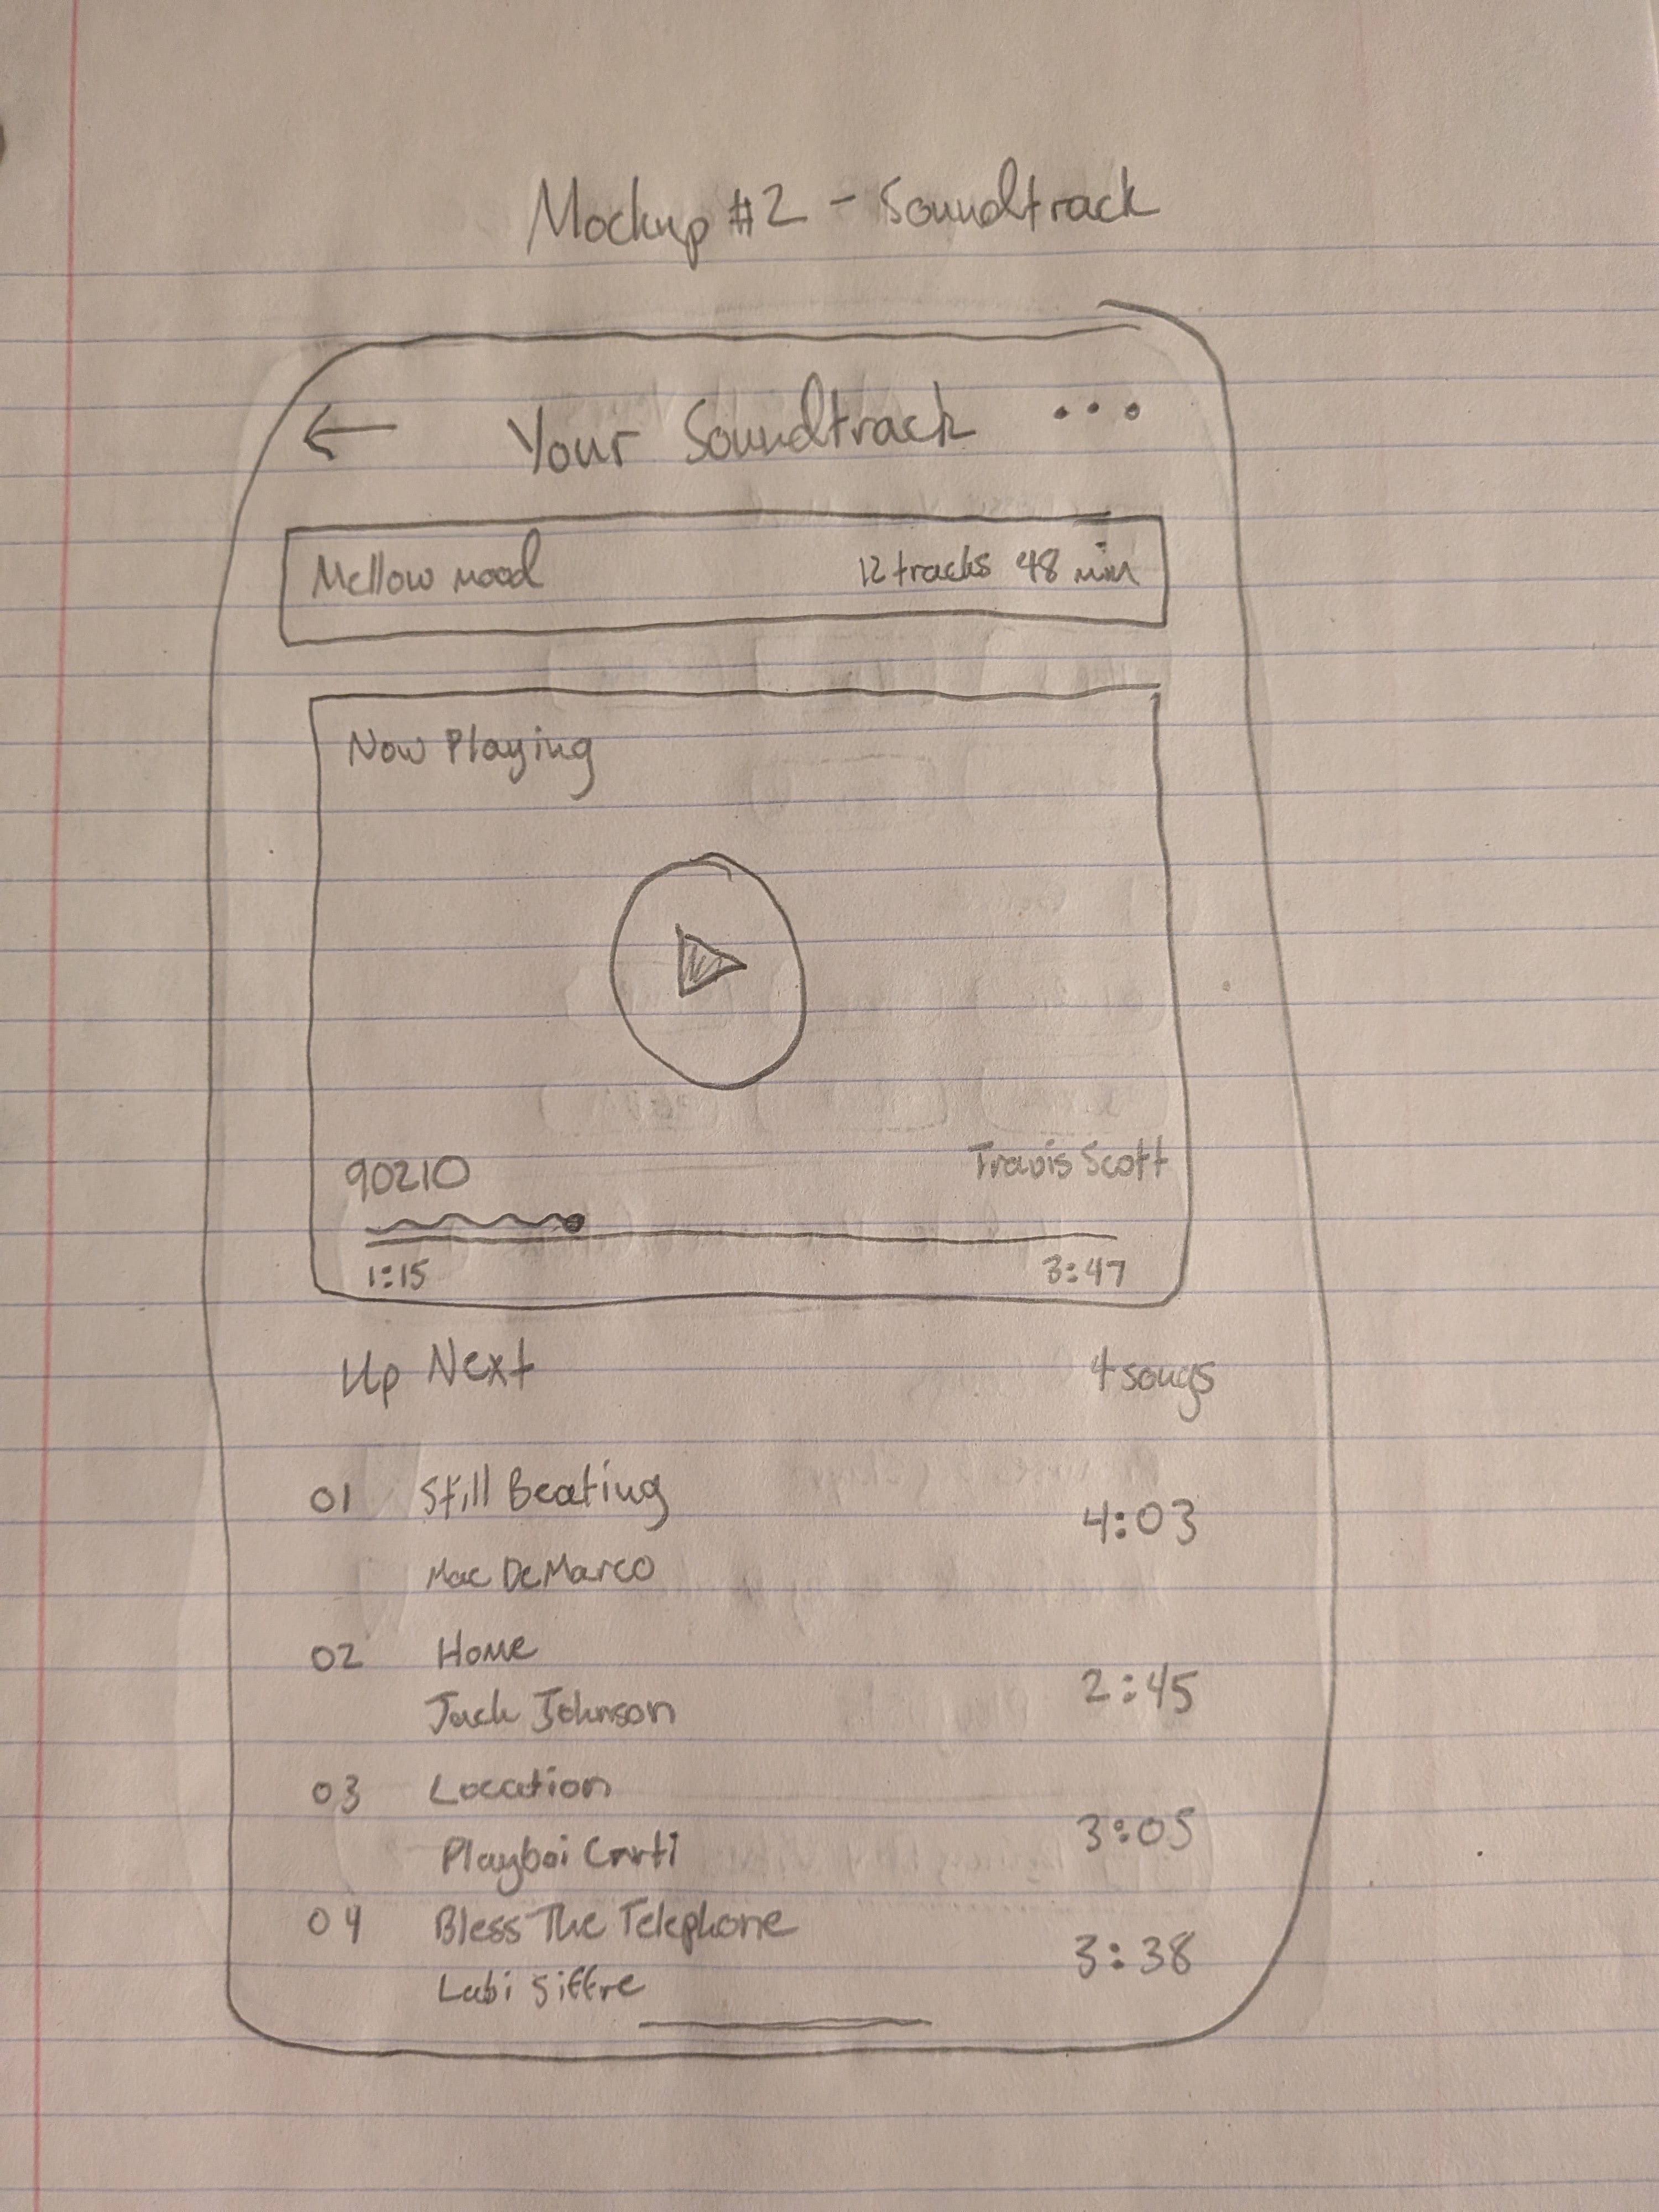 Mockup #2 - Soundtrack
Your Soundtrack
Mellow mood 12 tracks 48 min
Now Playing
90210 Travis Scott
1:15 3:47
Up Next 4 songs
01 Still Beating 4:03
Mac DeMarco
02 Home 2:45
Jack Johnson
03 Location 3:05
Playboi Carti
04 Bless The Telephone 3:38
Labi Siffre